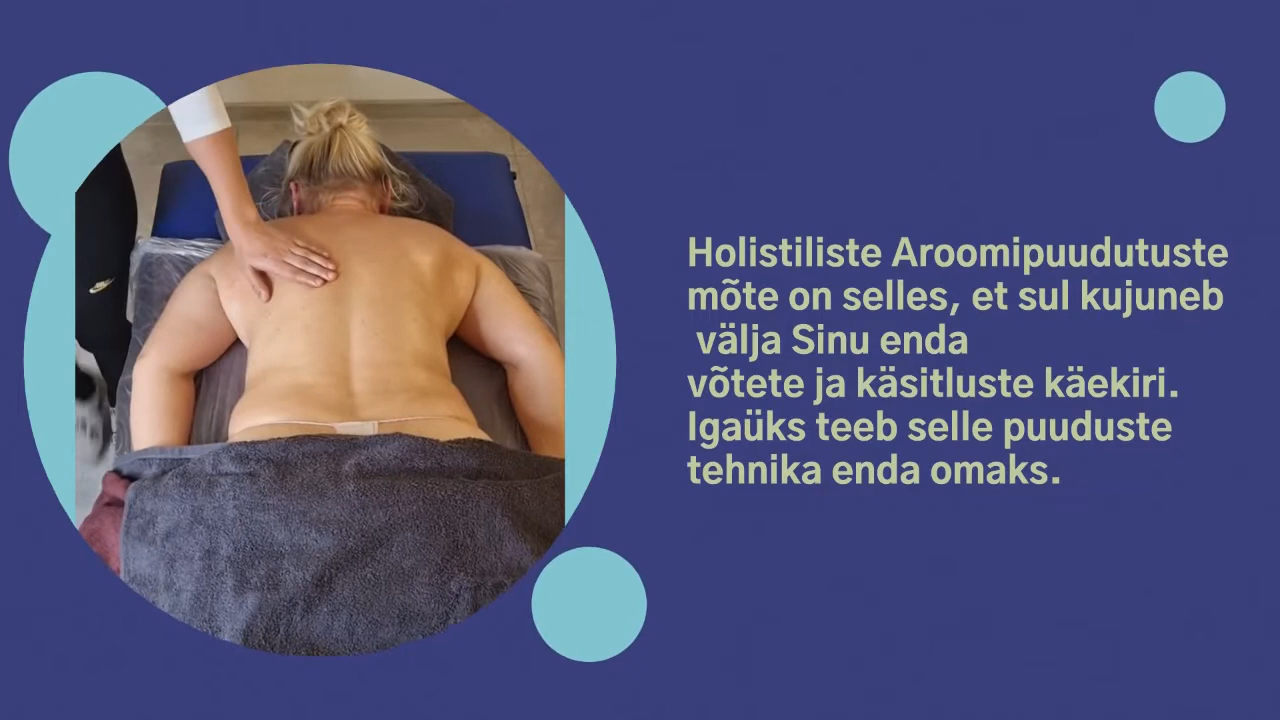 Holistiliste Aroomipuudutuste
mõte on selles, et sul kujuneb
välja Sinu enda
võtete ja käsitluste käekiri.
Igaüks teeb selle puuduste
tehnika enda omaks.